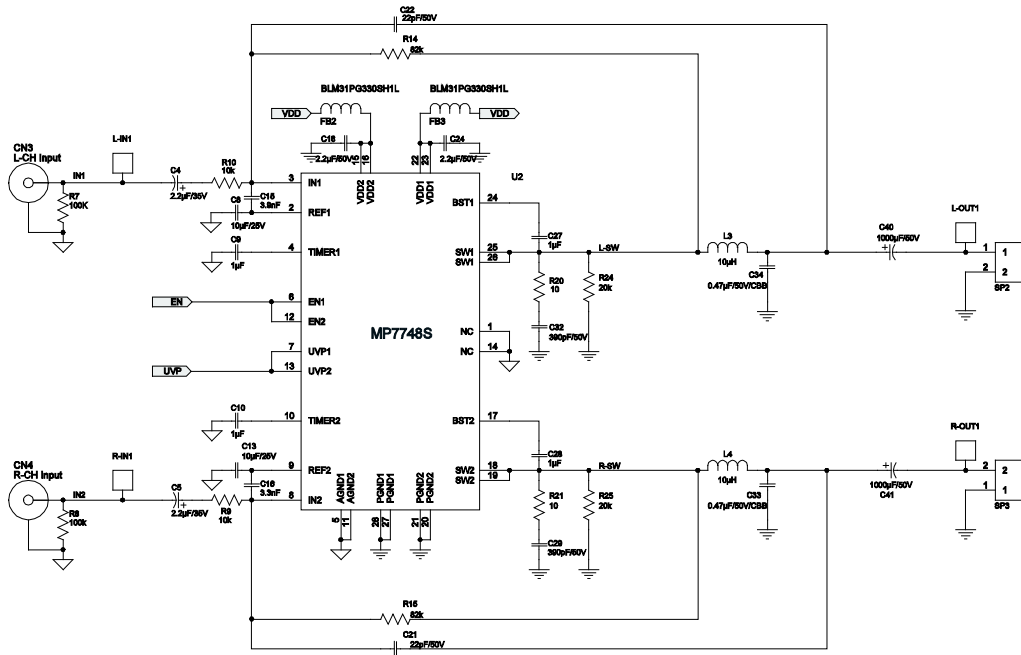 C22
22pF/50V
R14
82k
BLM31PG330SH1L
BLM31PG330SH1L
VDD
FB2
FB3
VDD
C18
2.2μF/50V
C24
2.2μF/50V
15
16
22
23
VDD2
VDD2
VDD1
VDD1
U2
CN3
L-CH Input
L-IN1
IN1
R7
100K
C4
2.2μF/35V
R10
10k
C15
3.3nF
C8
10μF/25V
C9
1μF
3
IN1
2
REF1
4
TIMER1
EN
6
EN1
12
EN2
UVP
7
UVP1
13
UVP2
MP7748S
BST1
24
C27
1μF
SW1
25
SW1
26
L-SW
R20
10
R24
20k
C32
390pF/50V
L3
10μH
C34
0.47μF/50V/CBB
C40
1000μF/50V
L-OUT1
1
1
2
2
SP2
NC
1
NC
14
C10
1μF
10
TIMER2
C13
10μF/25V
9
REF2
C16
3.3nF
8
IN2
CN4
R-CH Input
R-IN1
IN2
R8
100k
C5
2.2μF/35V
R9
10k
AGND1
AGND2
PGND1
PGND1
PGND2
PGND2
5
11
28
27
21
20
BST2
17
C28
1μF
SW2
18
SW2
19
R-SW
R21
10
R25
20k
C29
390pF/50V
L4
10μH
C33
0.47μF/50V/CBB
1000μF/50V
C41
R-OUT1
2
2
1
1
SP3
R15
82k
C21
22pF/50V